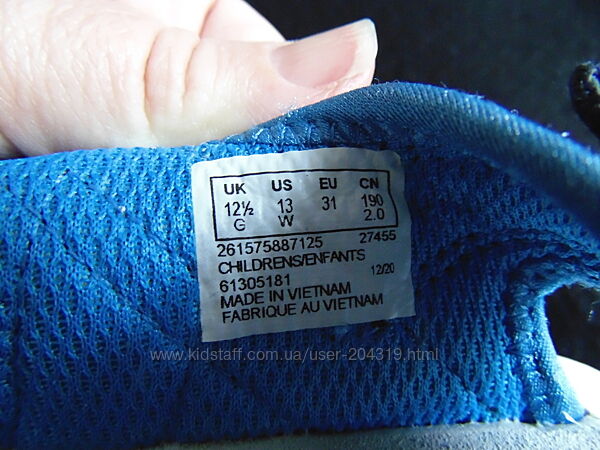 UK US EU CN
12½ 13 31 190
G W 2.0
261575887125 27455
CHILDRENS/ENFANTS
61305181 12/20
MADE IN VIETNAM
FABRIQUE AU VIETNAM
www.kidstaff.com.ua/user-204319.html